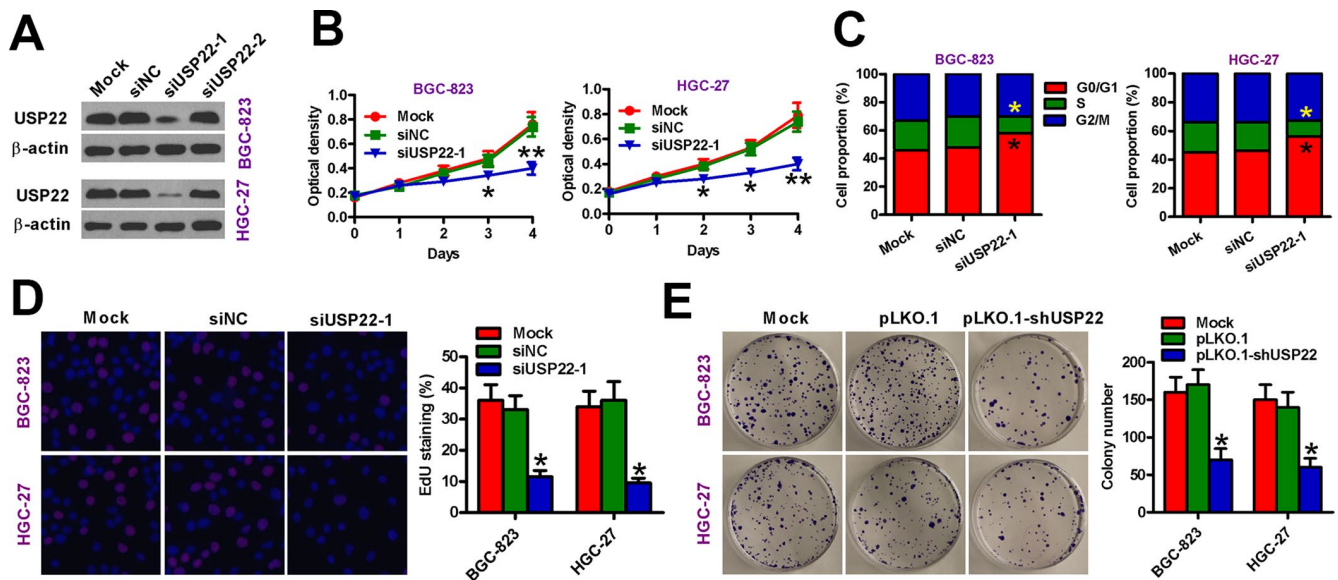 A
Mock
siNC
siUSP22-1
siUSP22-2
USP22
β-actin
BGC-823
USP22
β-actin
HGC-27
B
BGC-823
Mock
siNC
siUSP22-1
Optical density
1.0
0.8
0.6
0.4
0.2
0.0
*
**
0 1 2 3 4
Days
HGC-27
Mock
siNC
siUSP22-1
Optical density
1.0
0.8
0.6
0.4
0.2
0.0
*
*
**
0 1 2 3 4
Days
C
BGC-823
Cell proportion (%)
100
80
60
40
20
0
*
*
Mock
siNC
siUSP22-1
G0/G1
S
G2/M
HGC-27
Cell proportion (%)
100
80
60
40
20
0
*
*
Mock
siNC
siUSP22-1
D
Mock siNC siUSP22-1
BGC-823
HGC-27
Mock
siNC
siUSP22-1
EdU staining (%)
50
40
30
20
10
0
*
*
BGC-823
HGC-27
E
Mock pLKO.1 pLKO.1-shUSP22
BGC-823
HGC-27
Mock
pLKO.1
pLKO.1-shUSP22
Colony number
200
150
100
50
0
*
*
BGC-823
HGC-27